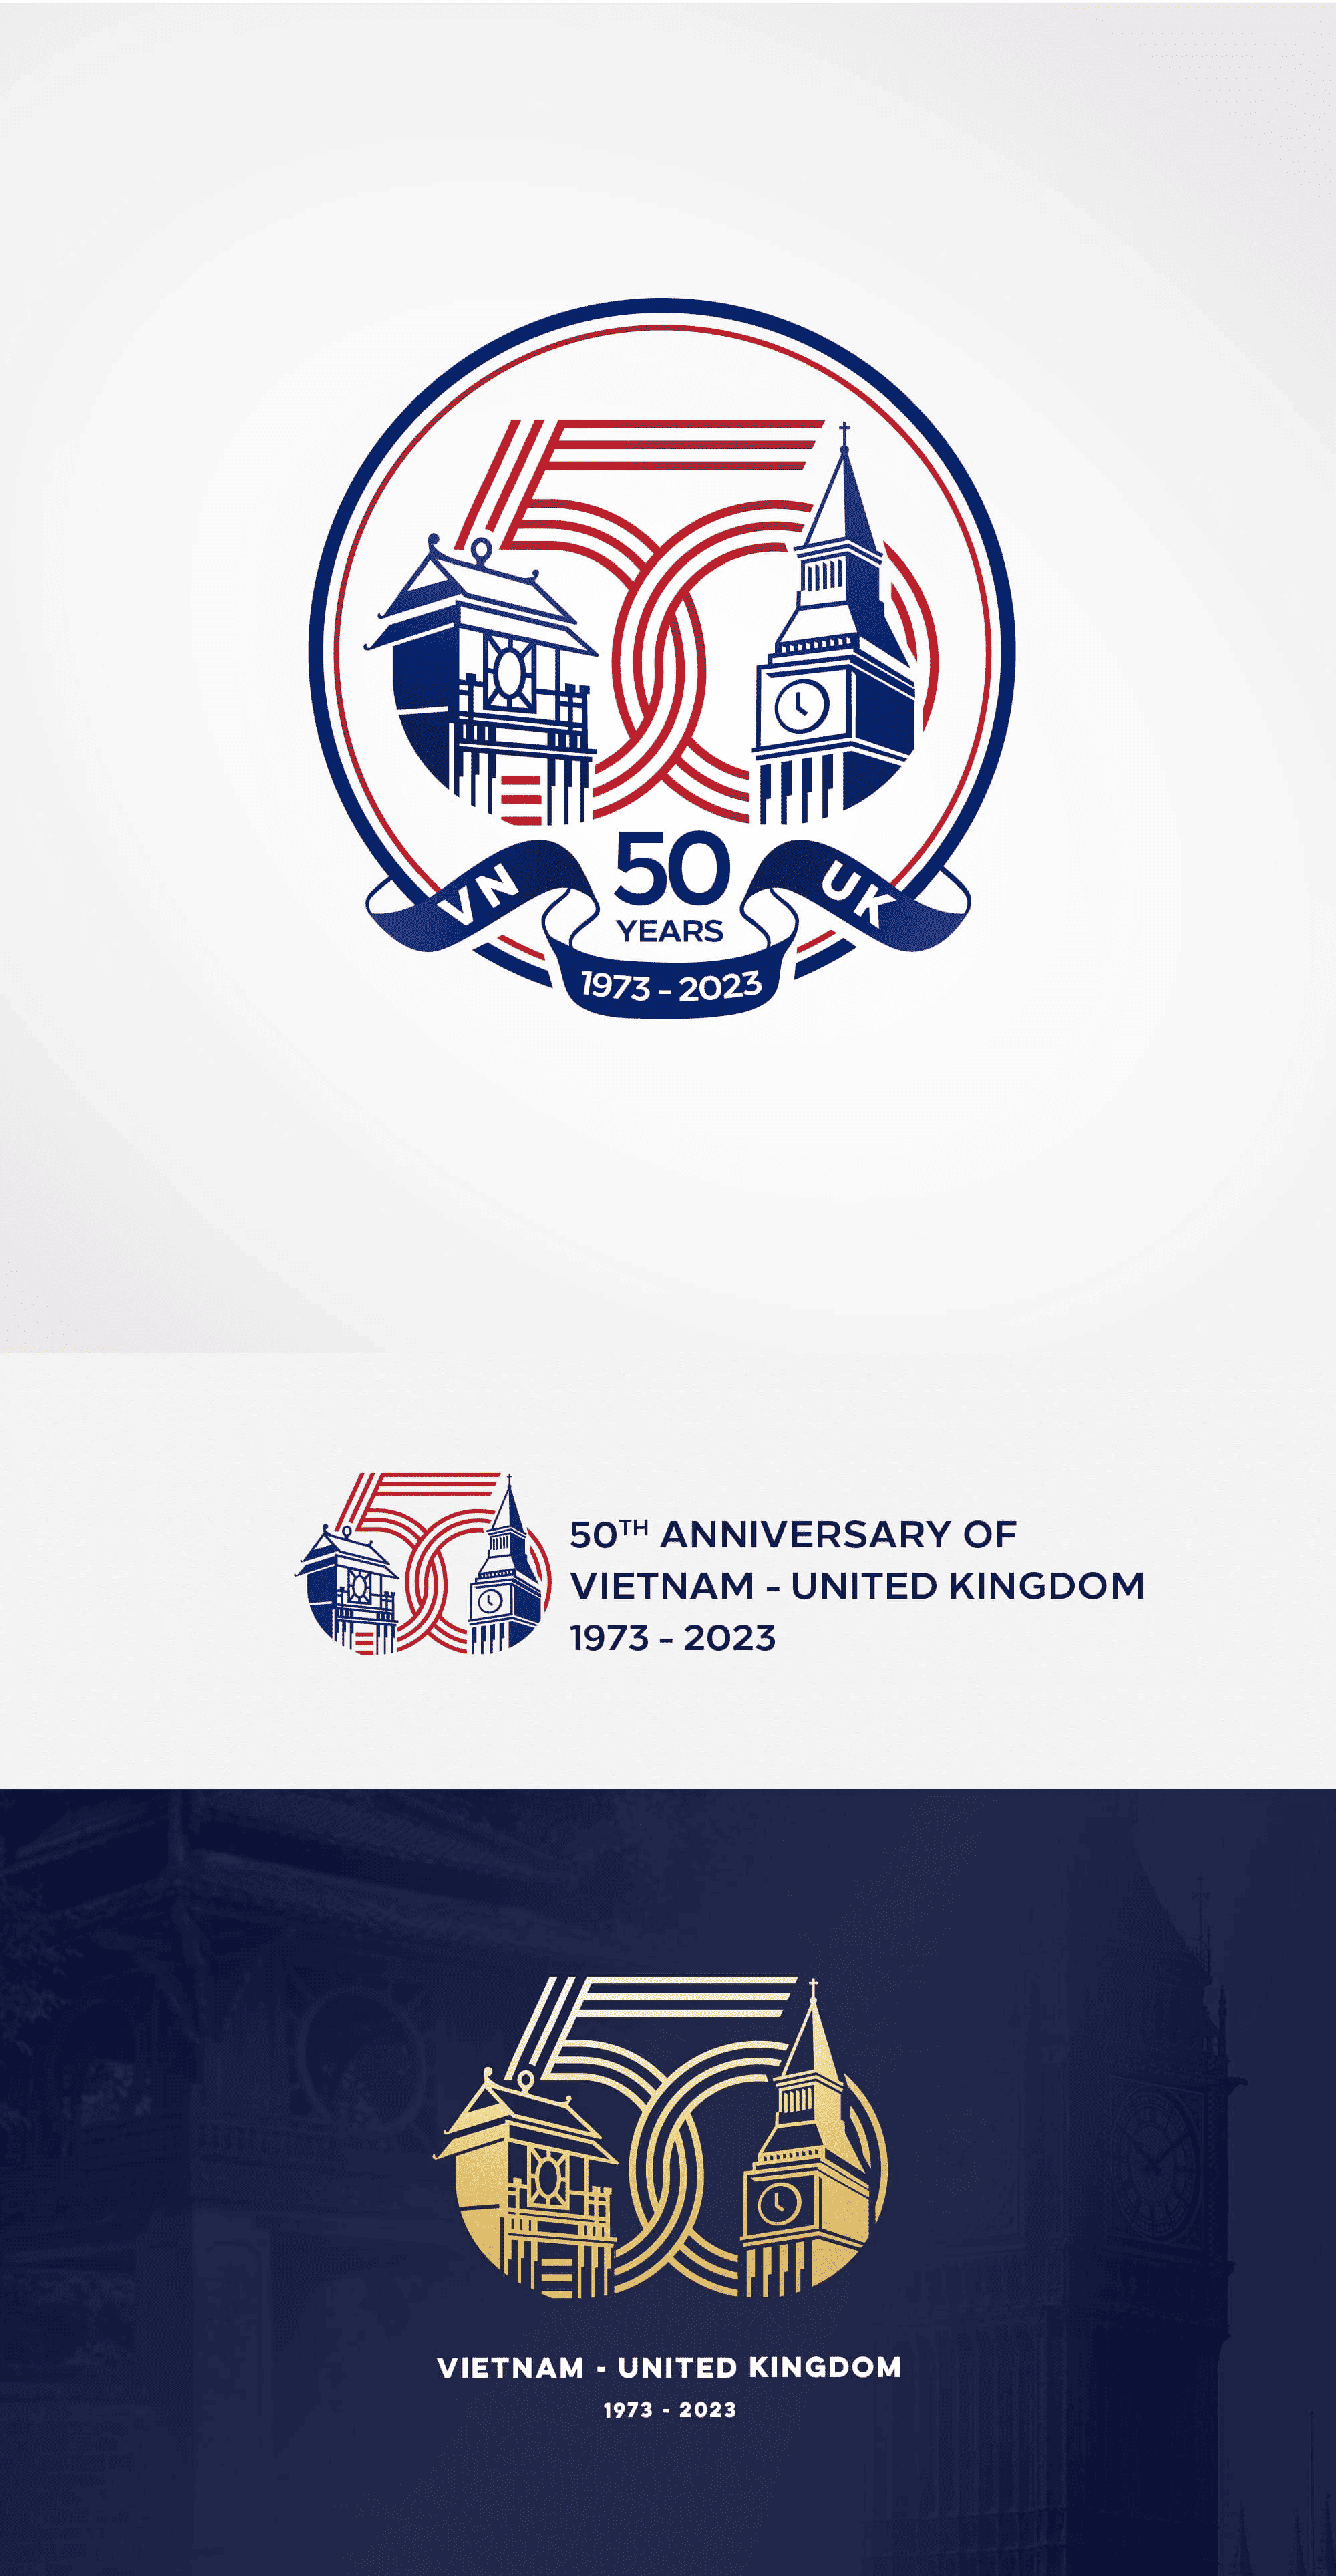 VN
UK
50
YEARS
1973 - 2023
50TH ANNIVERSARY OF
VIETNAM - UNITED KINGDOM
1973 - 2023
VIETNAM - UNITED KINGDOM
1973 - 2023